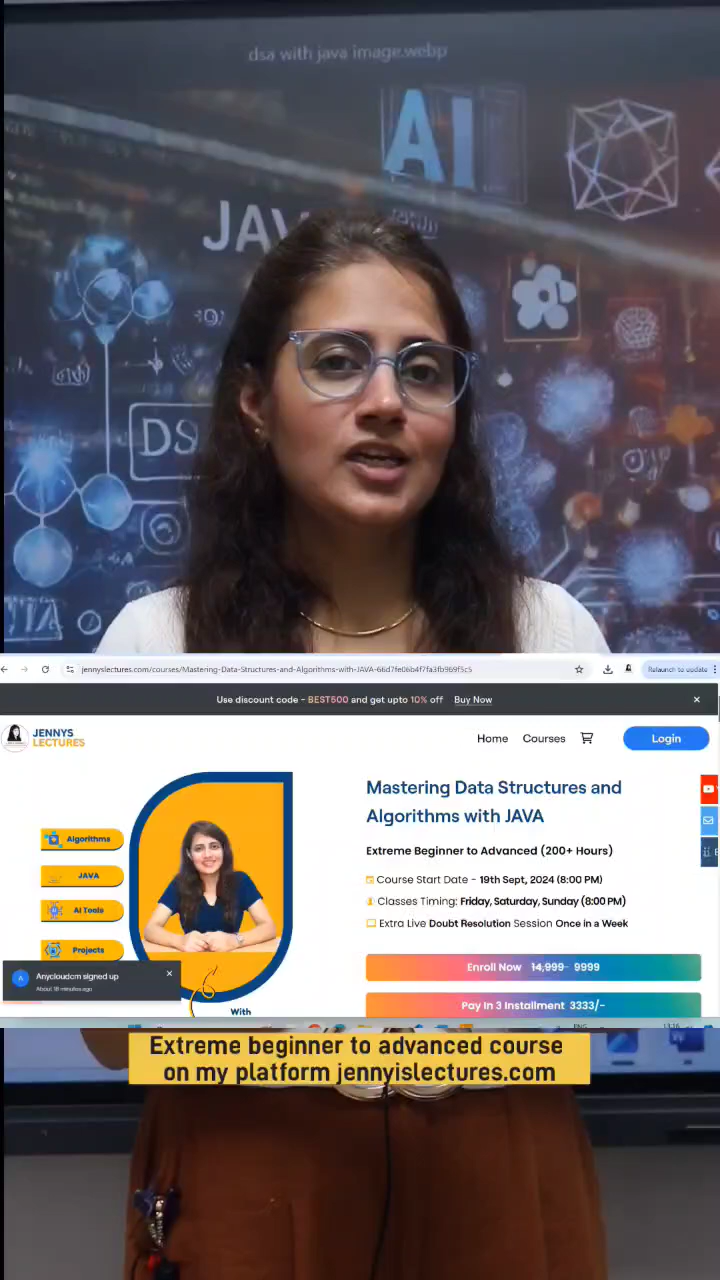 dsa with java image.webp
AI
JAV
DS
jennyslectures.com/courses/Mastering-Data-Structures-and-Algorithms-with-JAVA-66d7fe06b4f7fa3fb969f5c5
Relaunch to update
Use discount code - BEST500 and get upto 10% off Buy Now
JENNYS
LECTURES
Home Courses Login
Mastering Data Structures and
Algorithms with JAVA
Extreme Beginner to Advanced (200+ Hours)
Course Start Date - 19th Sept, 2024 (8:00 PM)
Classes Timing: Friday, Saturday, Sunday (8:00 PM)
Extra Live Doubt Resolution Session Once in a Week
Enroll Now 14,999- 9999
Pay In 3 Installment 3333/-
Algorithms
JAVA
AI Tools
Projects
A
Anycloudcm signed up
About 18 minutes ago
With
ENG
13:16
Extreme beginner to advanced course
on my platform jennyislectures.com